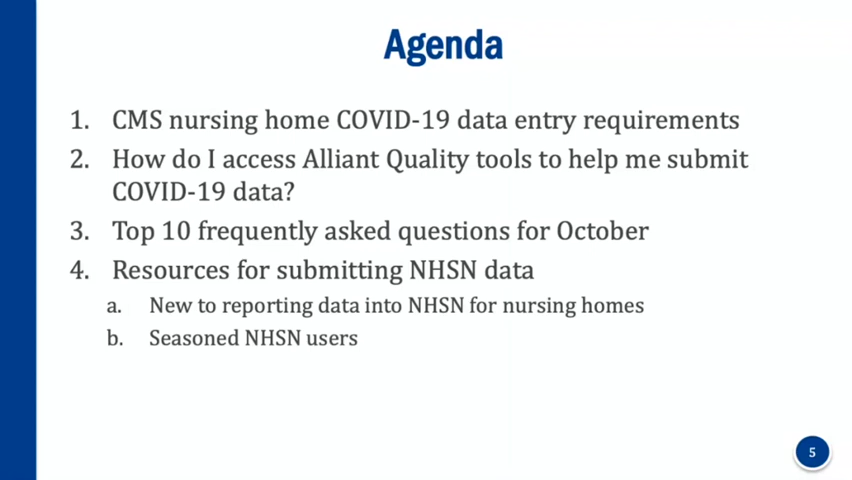 Agenda
1. CMS nursing home COVID-19 data entry requirements
2. How do I access Alliant Quality tools to help me submit
COVID-19 data?
3. Top 10 frequently asked questions for October
4. Resources for submitting NHSN data
a. New to reporting data into NHSN for nursing homes
b. Seasoned NHSN users
5